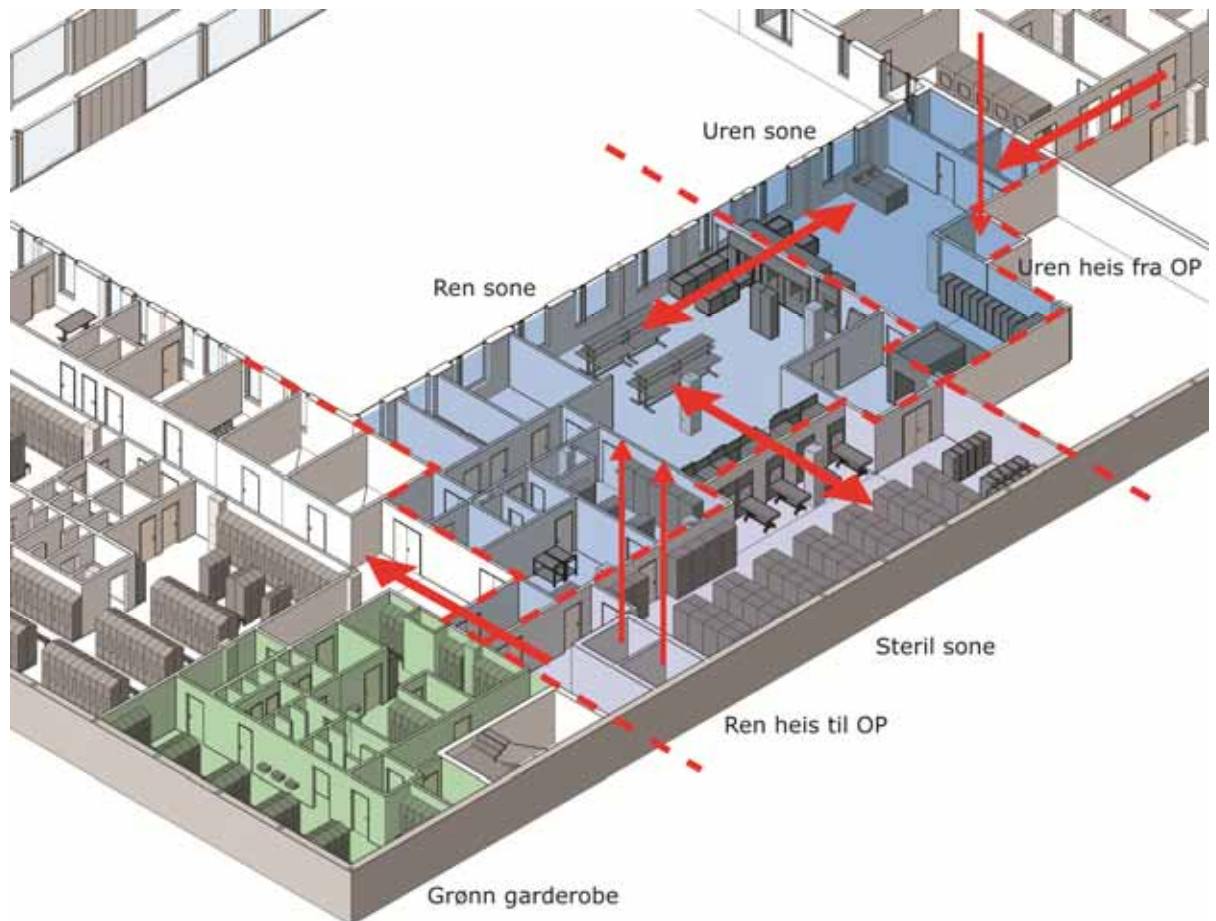 Uren sone
Uren heis fra OP
Ren sone
Steril sone
Ren heis til OP
Grønn garderobe